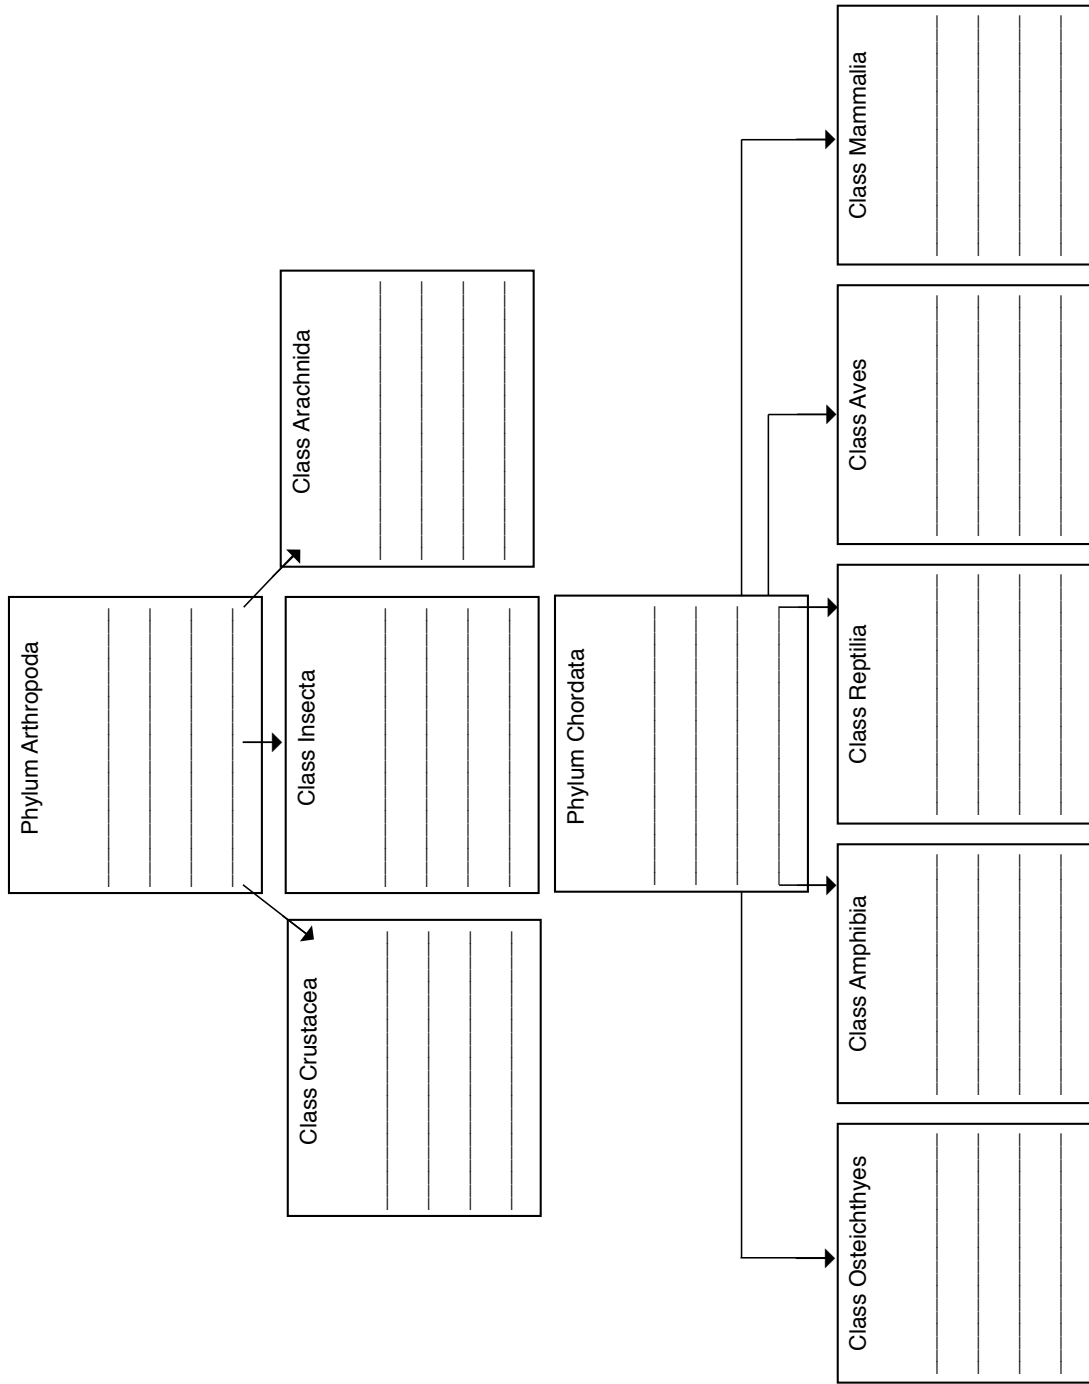 Phylum Arthropoda
Class Crustacea
Class Insecta
Class Arachnida
Phylum Chordata
Class Osteichthyes
Class Amphibia
Class Reptilia
Class Aves
Class Mammalia